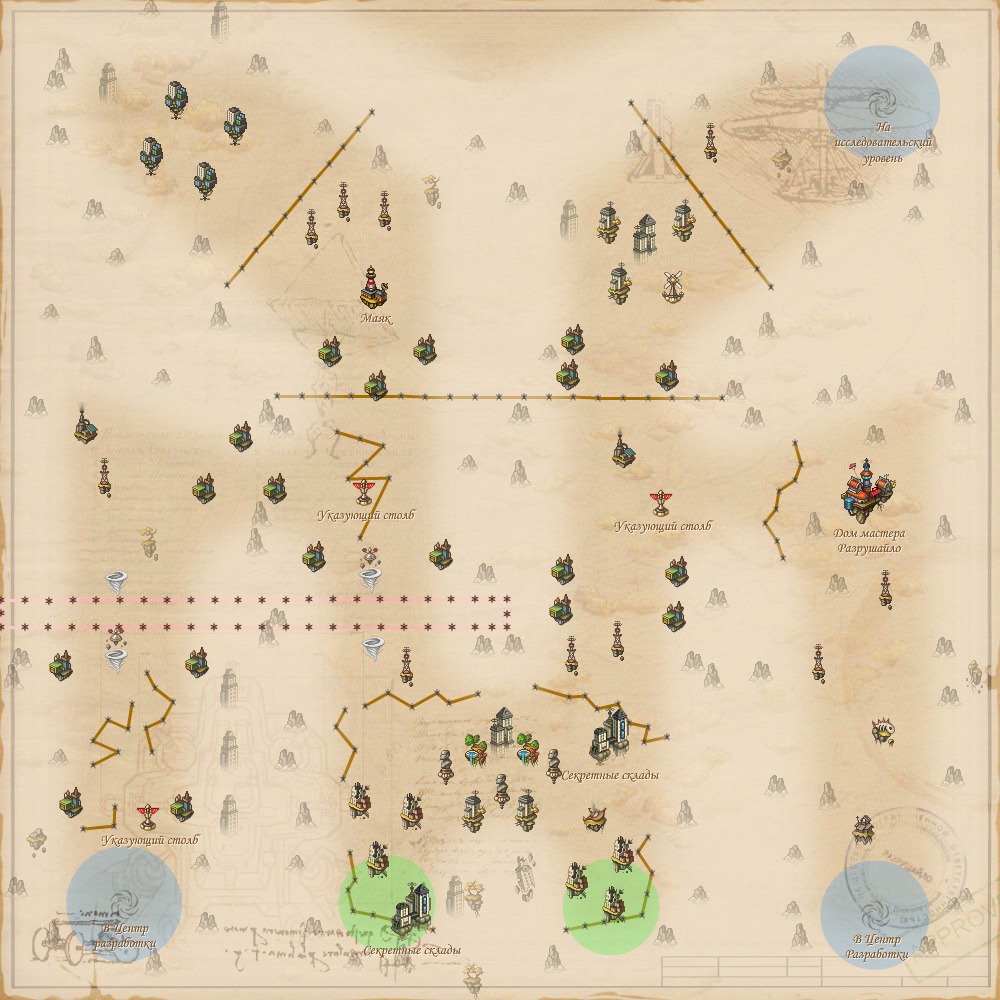 На
исследовательский
уровень
Маяк
Указующий столб
Указующий столб
Дом мастера
Разрушайло
Секретные склады
Указующий столб
В Центр
разработки
Секретные склады
В Центр
Разработки